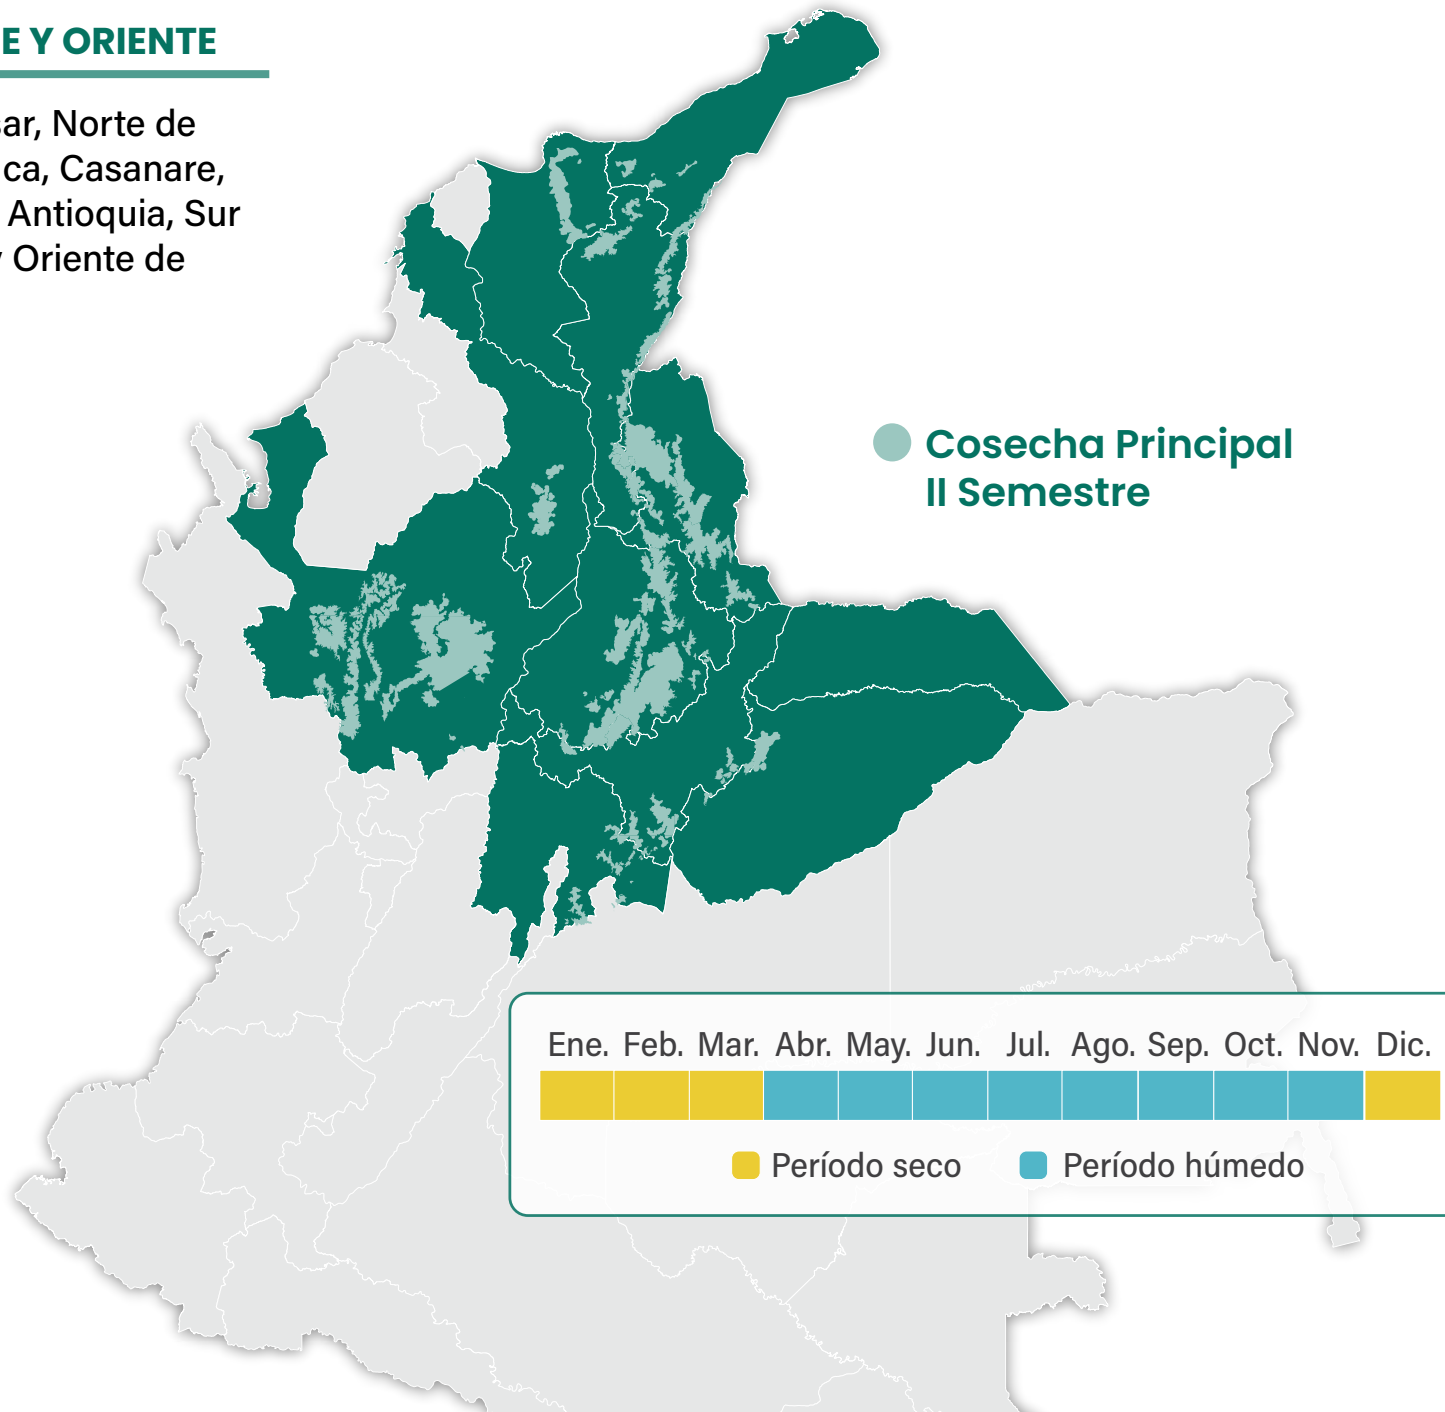 E Y ORIENTE
ar, Norte de
ca, Casanare,
Antioquia, Sur
Oriente de
Cosecha Principal
II Semestre
Ene. Feb. Mar. Abr. May. Jun. Jul. Ago. Sep. Oct. Nov. Dic.
Período seco Período húmedo